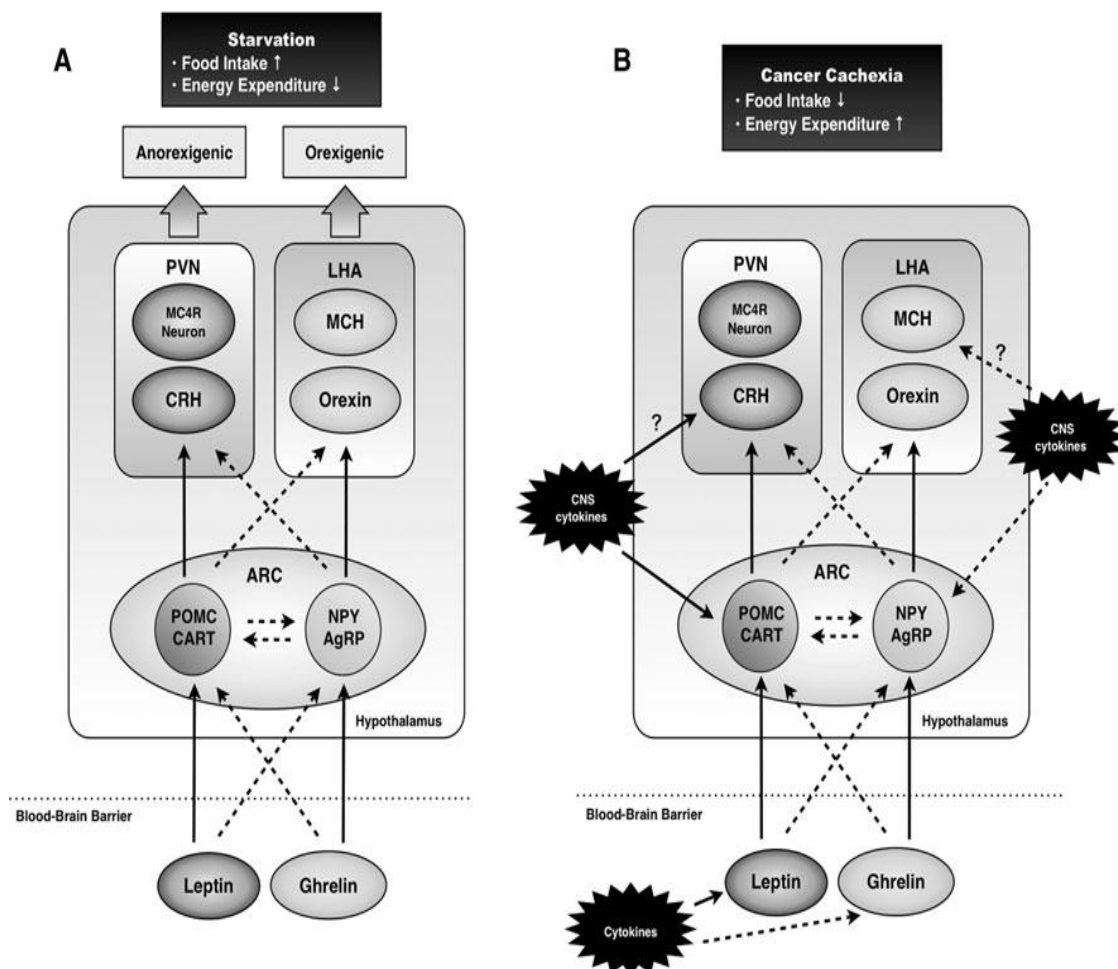 A
Starvation
· Food Intake ↑
· Energy Expenditure ↓
Anorexigenic
Orexigenic
PVN
MC4R
Neuron
CRH
LHA
MCH
Orexin
ARC
POMC
CART
NPY
AgRP
Hypothalamus
Blood-Brain Barrier
Leptin
Ghrelin
B
Cancer Cachexia
· Food Intake ↓
· Energy Expenditure ↑
PVN
MC4R
Neuron
CRH
LHA
MCH
Orexin
?
?
CNS
cytokines
CNS
cytokines
ARC
POMC
CART
NPY
AgRP
Hypothalamus
Blood-Brain Barrier
Leptin
Ghrelin
Cytokines